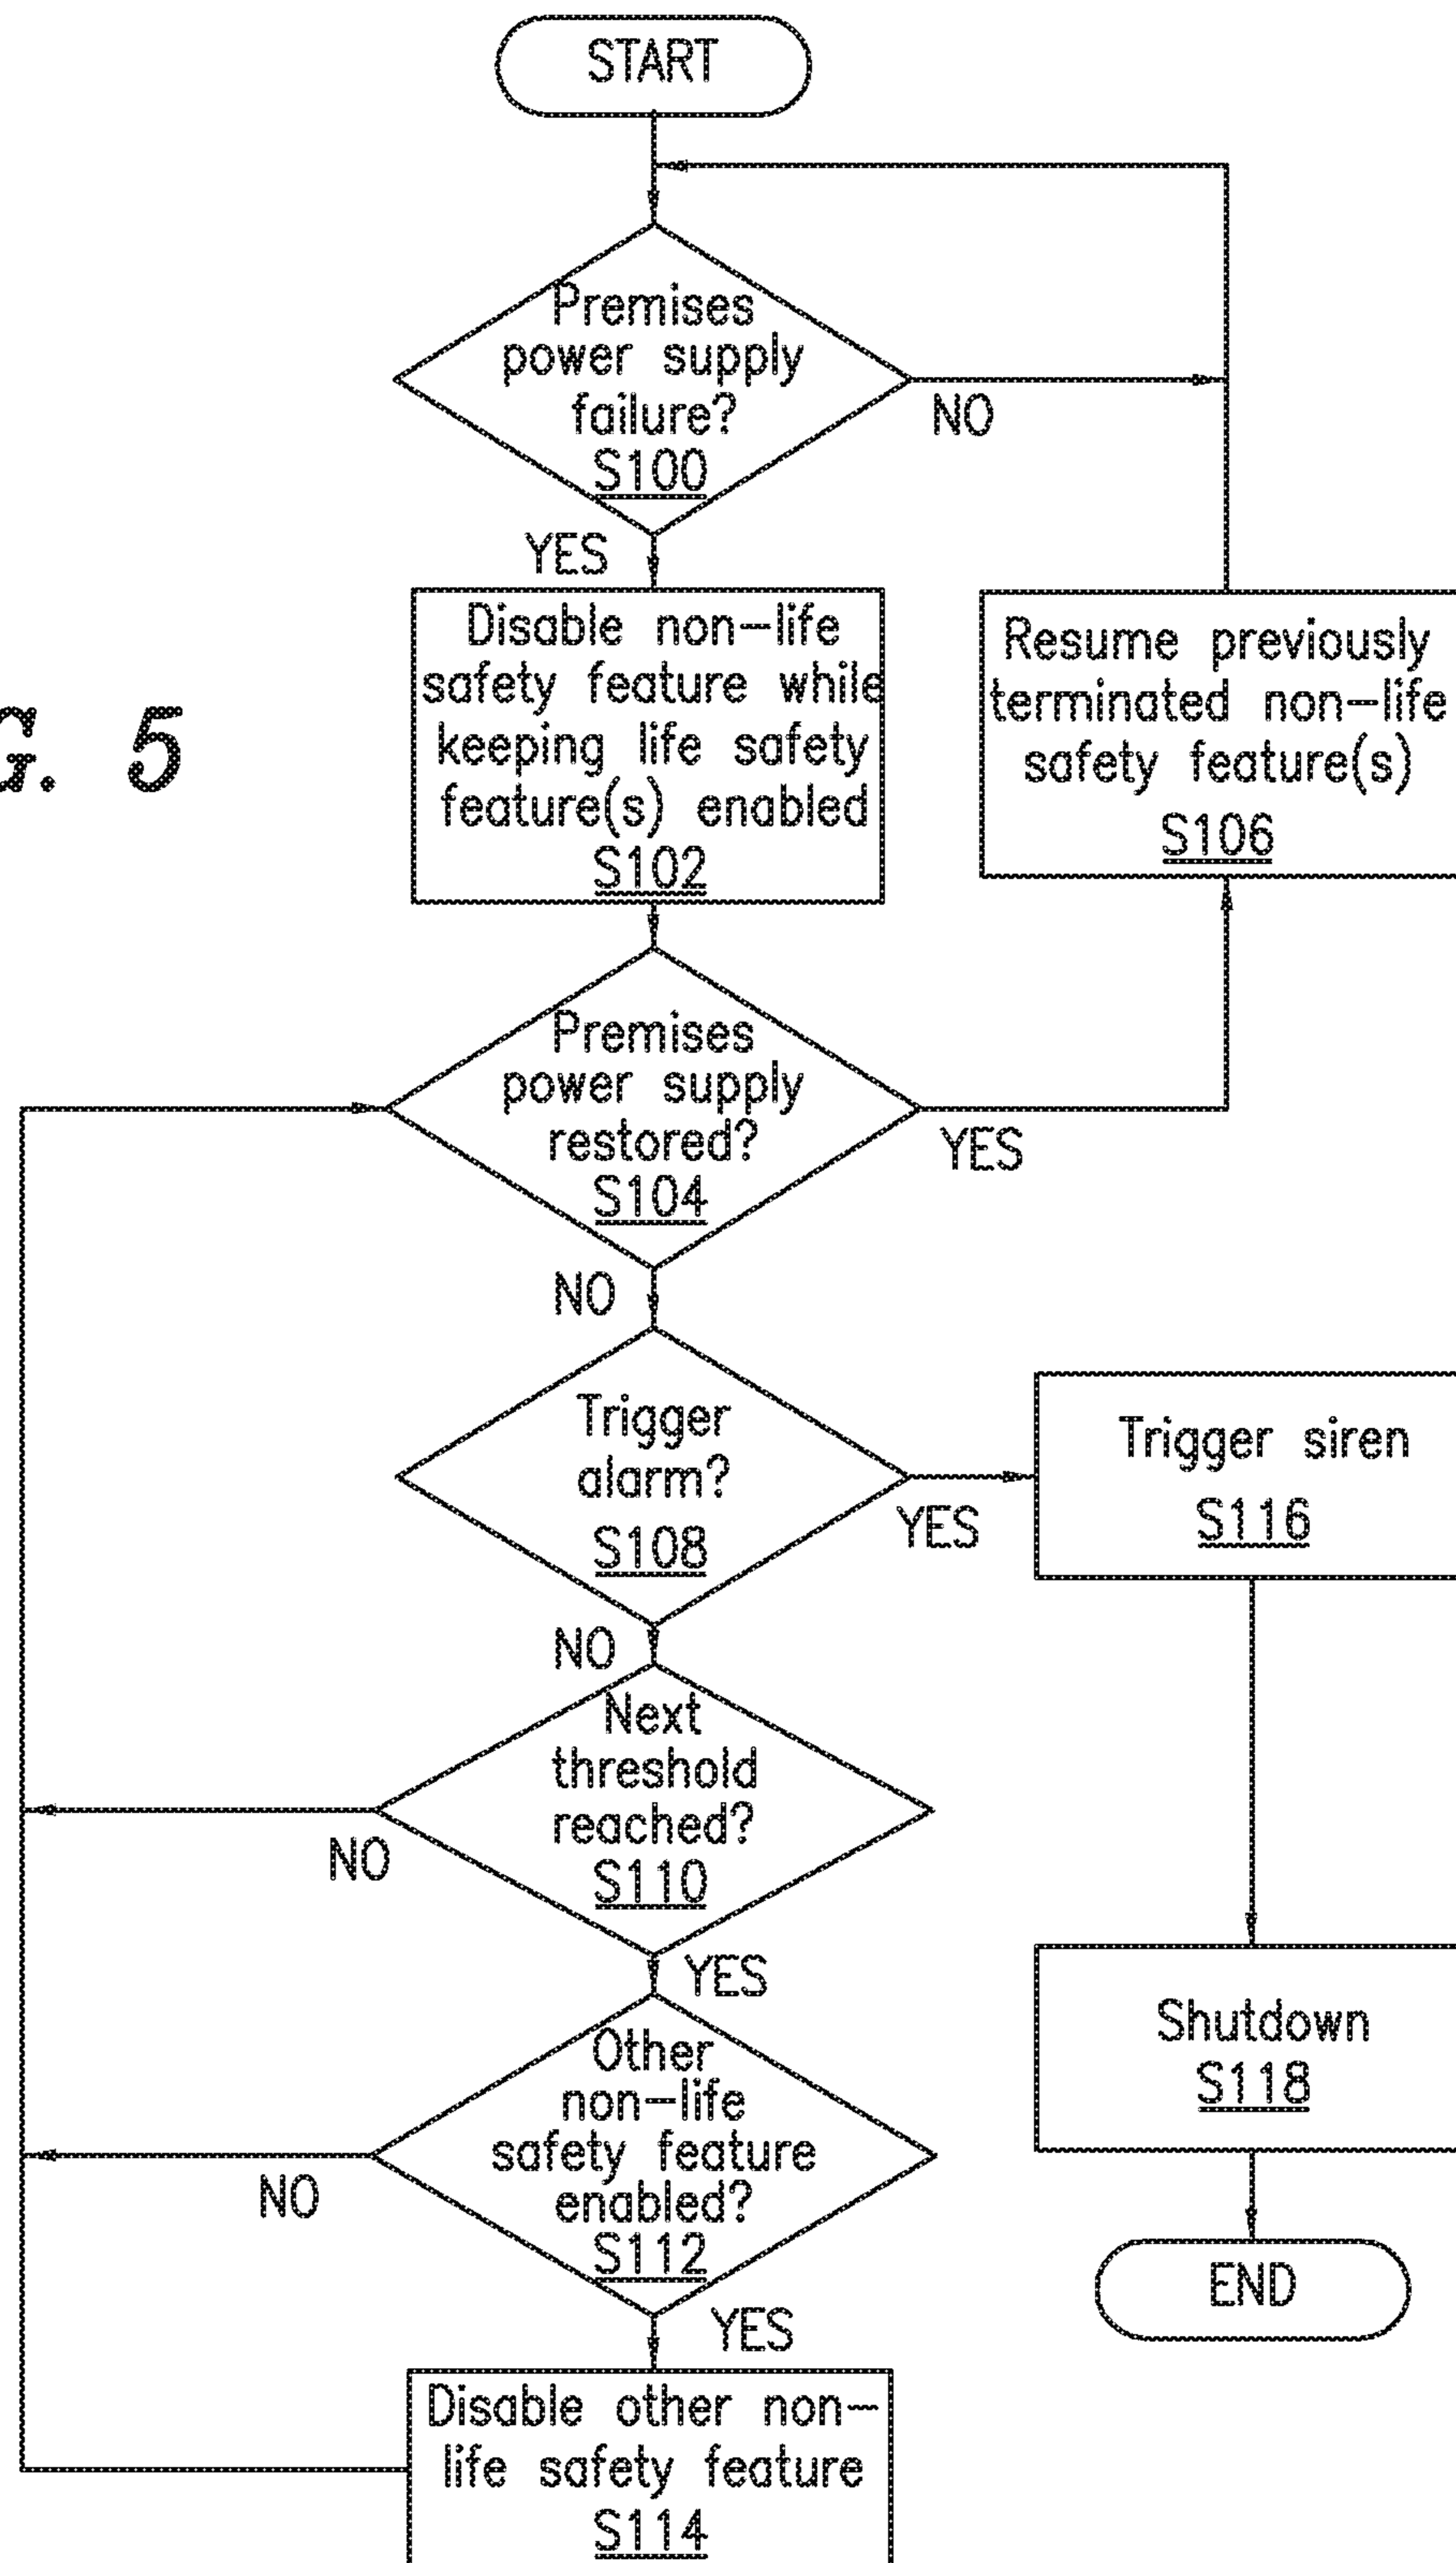 START
Premises
power supply
failure?
S100
NO
YES
Disable non-life
safety feature while
keeping life safety
feature(s) enabled
S102
Resume previously
terminated non-life
safety feature(s)
S106
G. 5
Premises
power supply
restored?
S104
YES
NO
Trigger
alarm?
S108
YES
Trigger siren
S116
NO
Next
threshold
reached?
S110
NO
YES
Shutdown
S118
Other
non-life
safety feature
enabled?
S112
NO
YES
END
Disable other non-
life safety feature
S114